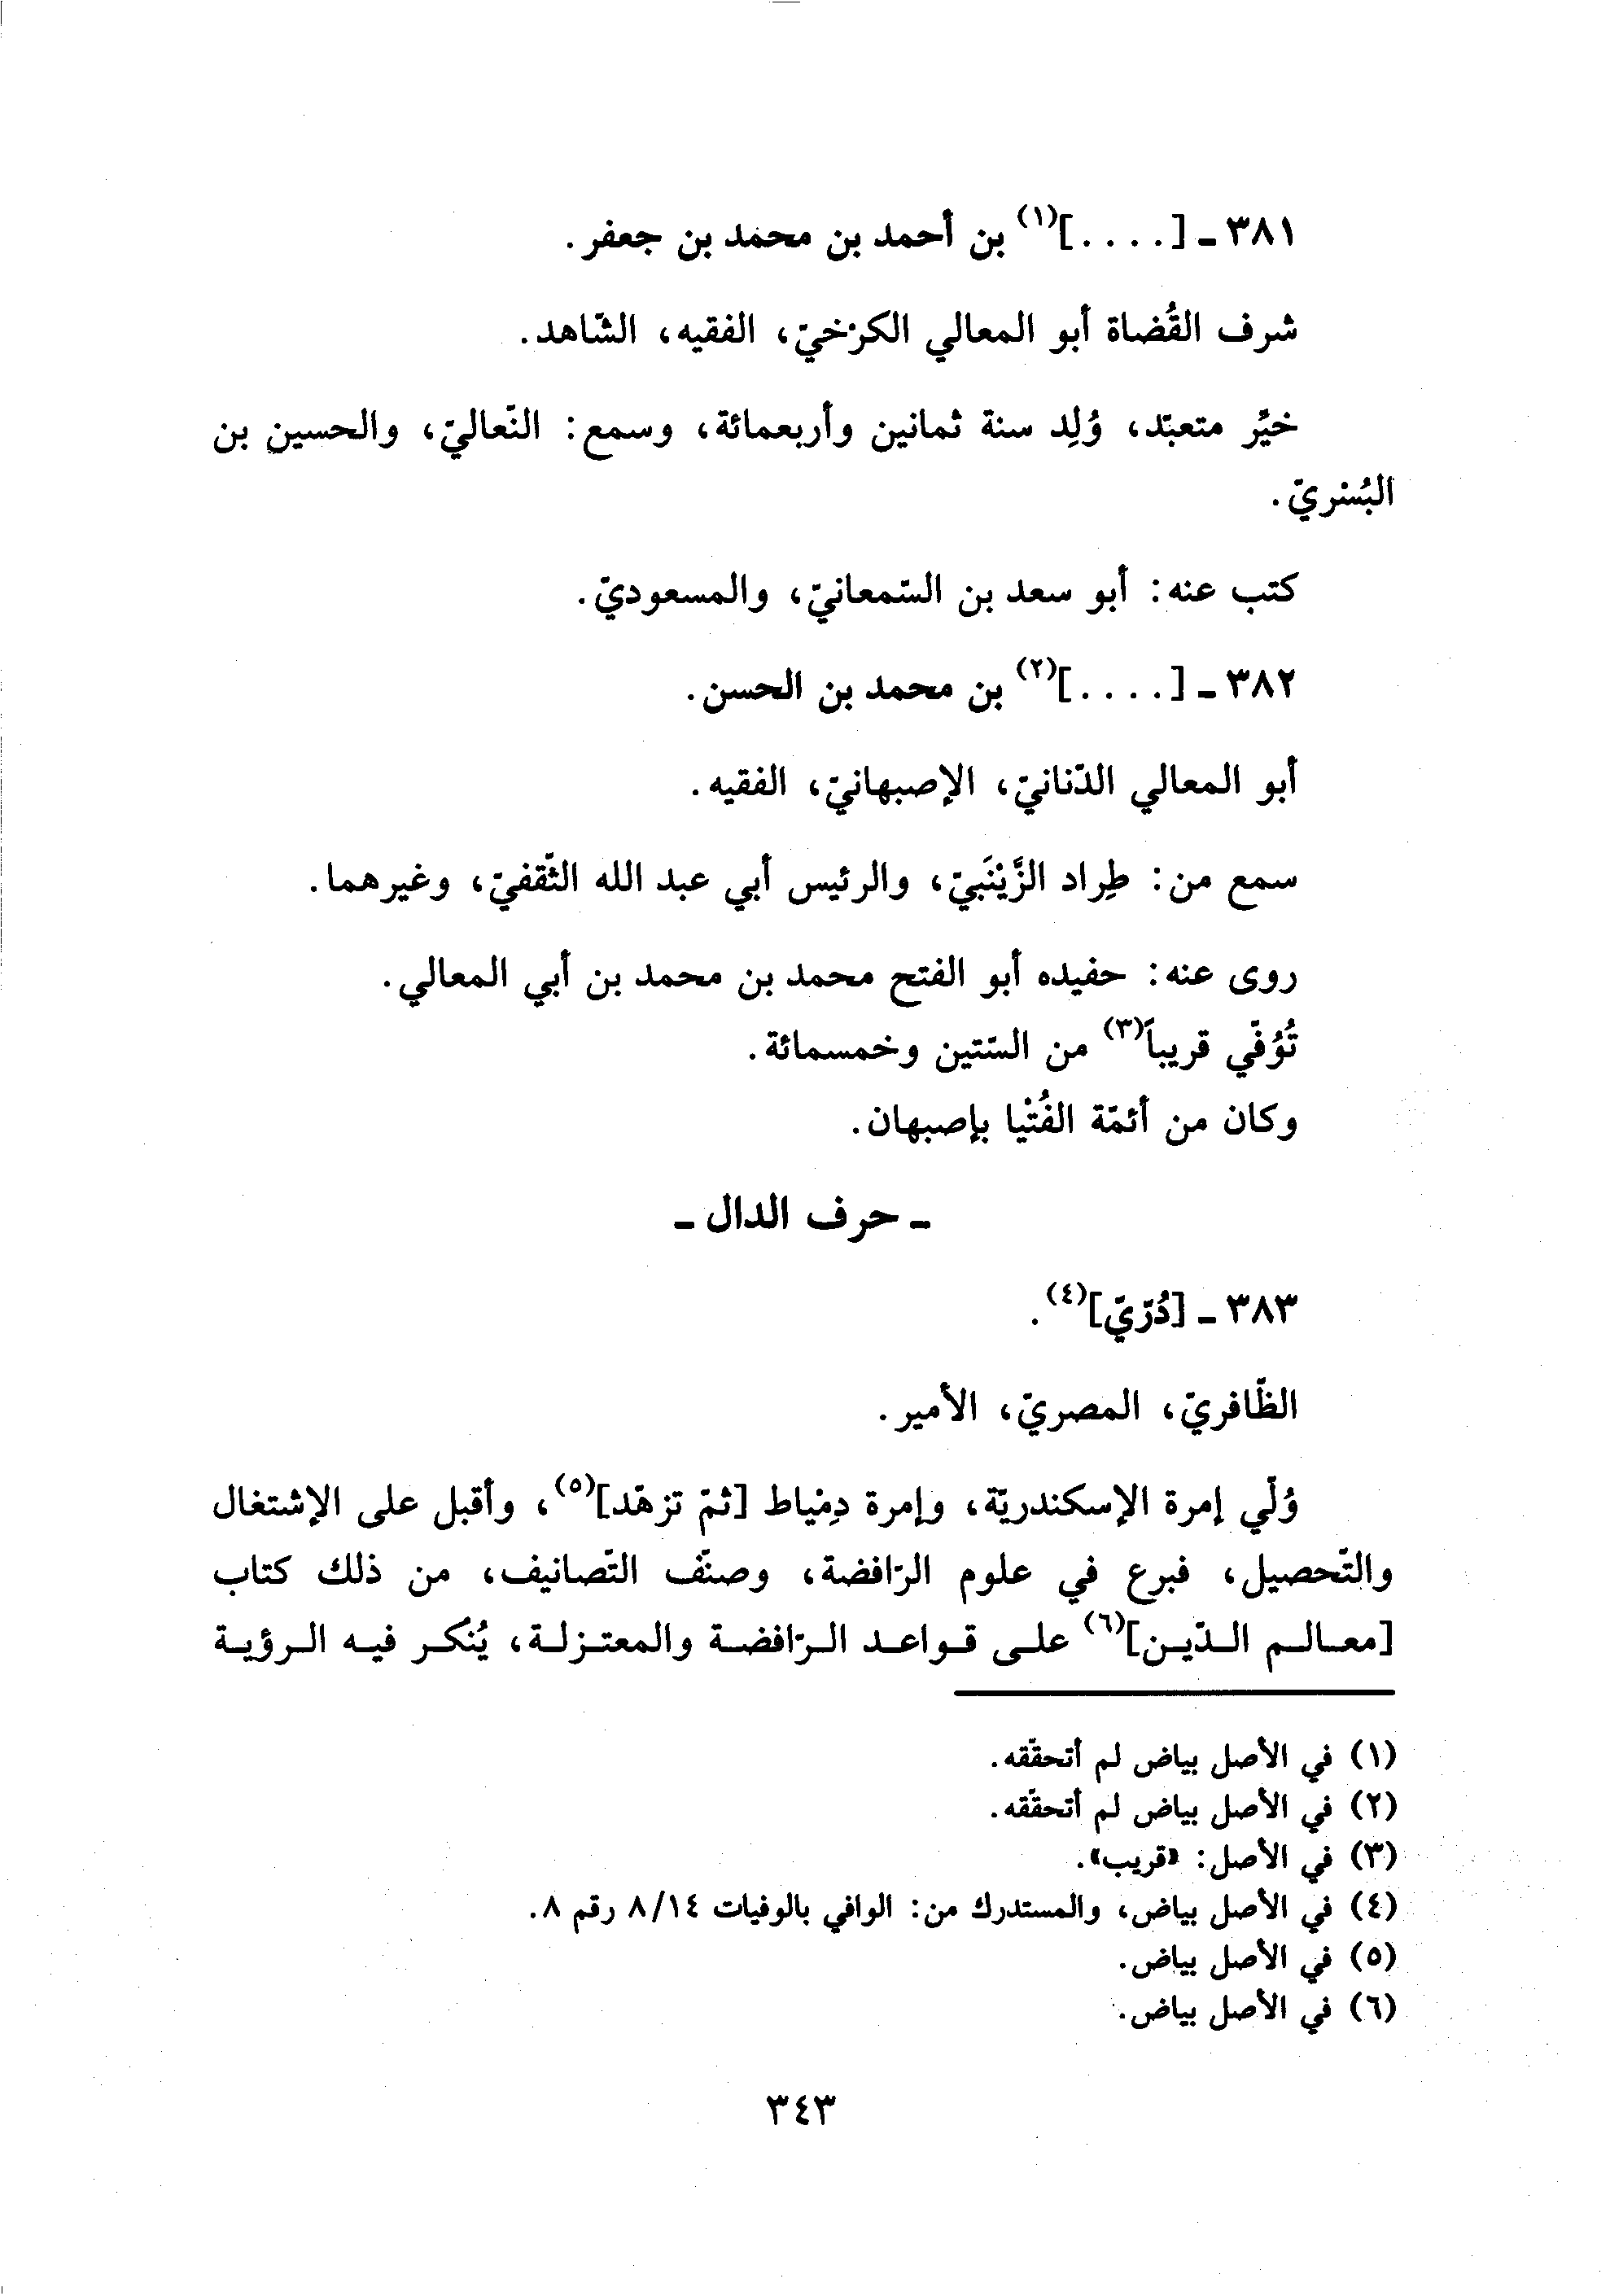 ٣٨١ ـ [. . . .](١) بن أحمد بن محمد بن جعفر.
شرف القُضاة أبو المعالي الكرْخيّ، الفقيه، الشّاهد.
خيِّر متعبّد، وُلِد سنة ثمانين وأربعمائة، وسمع: النّعاليّ، والحسين بن
البُسْريّ.
كتب عنه: أبو سعد بن السّمعانيّ، والمسعوديّ.
٣٨٢ ـ [. . . .](٢) بن محمد بن الحسن.
أبو المعالي الدّنانيّ، الإصبهانيّ، الفقيه.
سمع من: طِراد الزَّيْنَبيّ، والرئيس أبي عبد الله الثّقفيّ، وغيرهما.
روى عنه: حفيده أبو الفتح محمد بن محمد بن أبي المعالي.
تُوُفّي قريباً(٣) من السّتين وخمسمائة.
وكان من أئمّة الفُتْيا بإصبهان.
ـ حرف الدال ـ
٣٨٣ ـ [دُرّيّ](٤).
الظّافريّ، المصريّ، الأمير.
وُلّي إمرة الإسكندريّة، وإمرة دِمْياط [ثمّ تزهّد](٥)، وأقبل على الإشتغال
والتّحصيل، فبرع في علوم الرّافضة، وصنّف التّصانيف، من ذلك كتاب
[معالم الدّين](٦) على قواعد الرّافضة والمعتزلة، يُنكر فيه الرؤية
(١) في الأصل بياض لم أتحقّقه.
(٢) في الأصل بياض لم أتحقّقه.
(٣) في الأصل: «قريب».
(٤) في الأصل بياض، والمستدرك من: الوافي بالوفيات ٨/١٤ رقم ٨.
(٥) في الأصل بياض.
(٦) في الأصل بياض.
٣٤٣